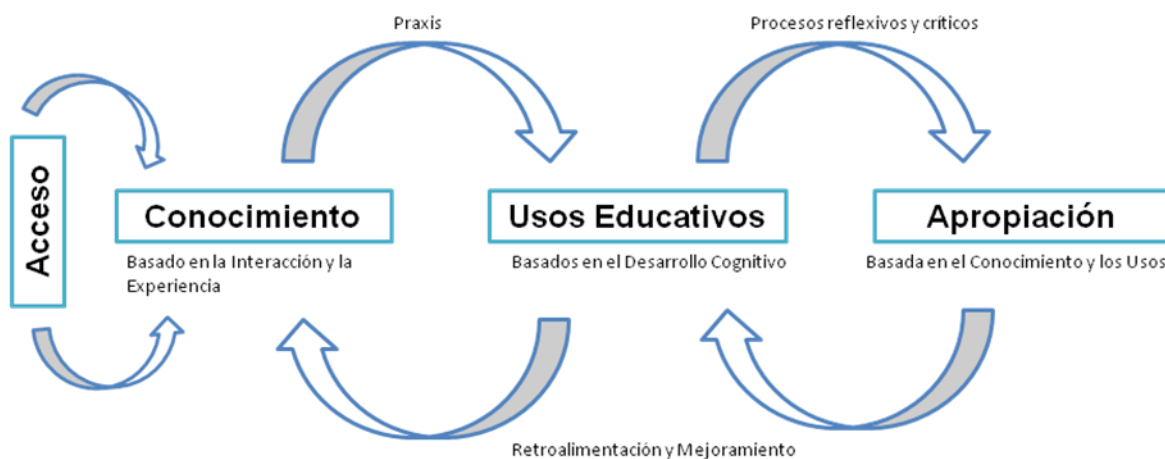 Praxis
Procesos reflexivos y críticos
Acceso
Conocimiento
Basado en la Interacción y la
Experiencia
Usos Educativos
Basados en el Desarrollo Cognitivo
Apropiación
Basada en el Conocimiento y los Usos
Retroalimentación y Mejoramiento